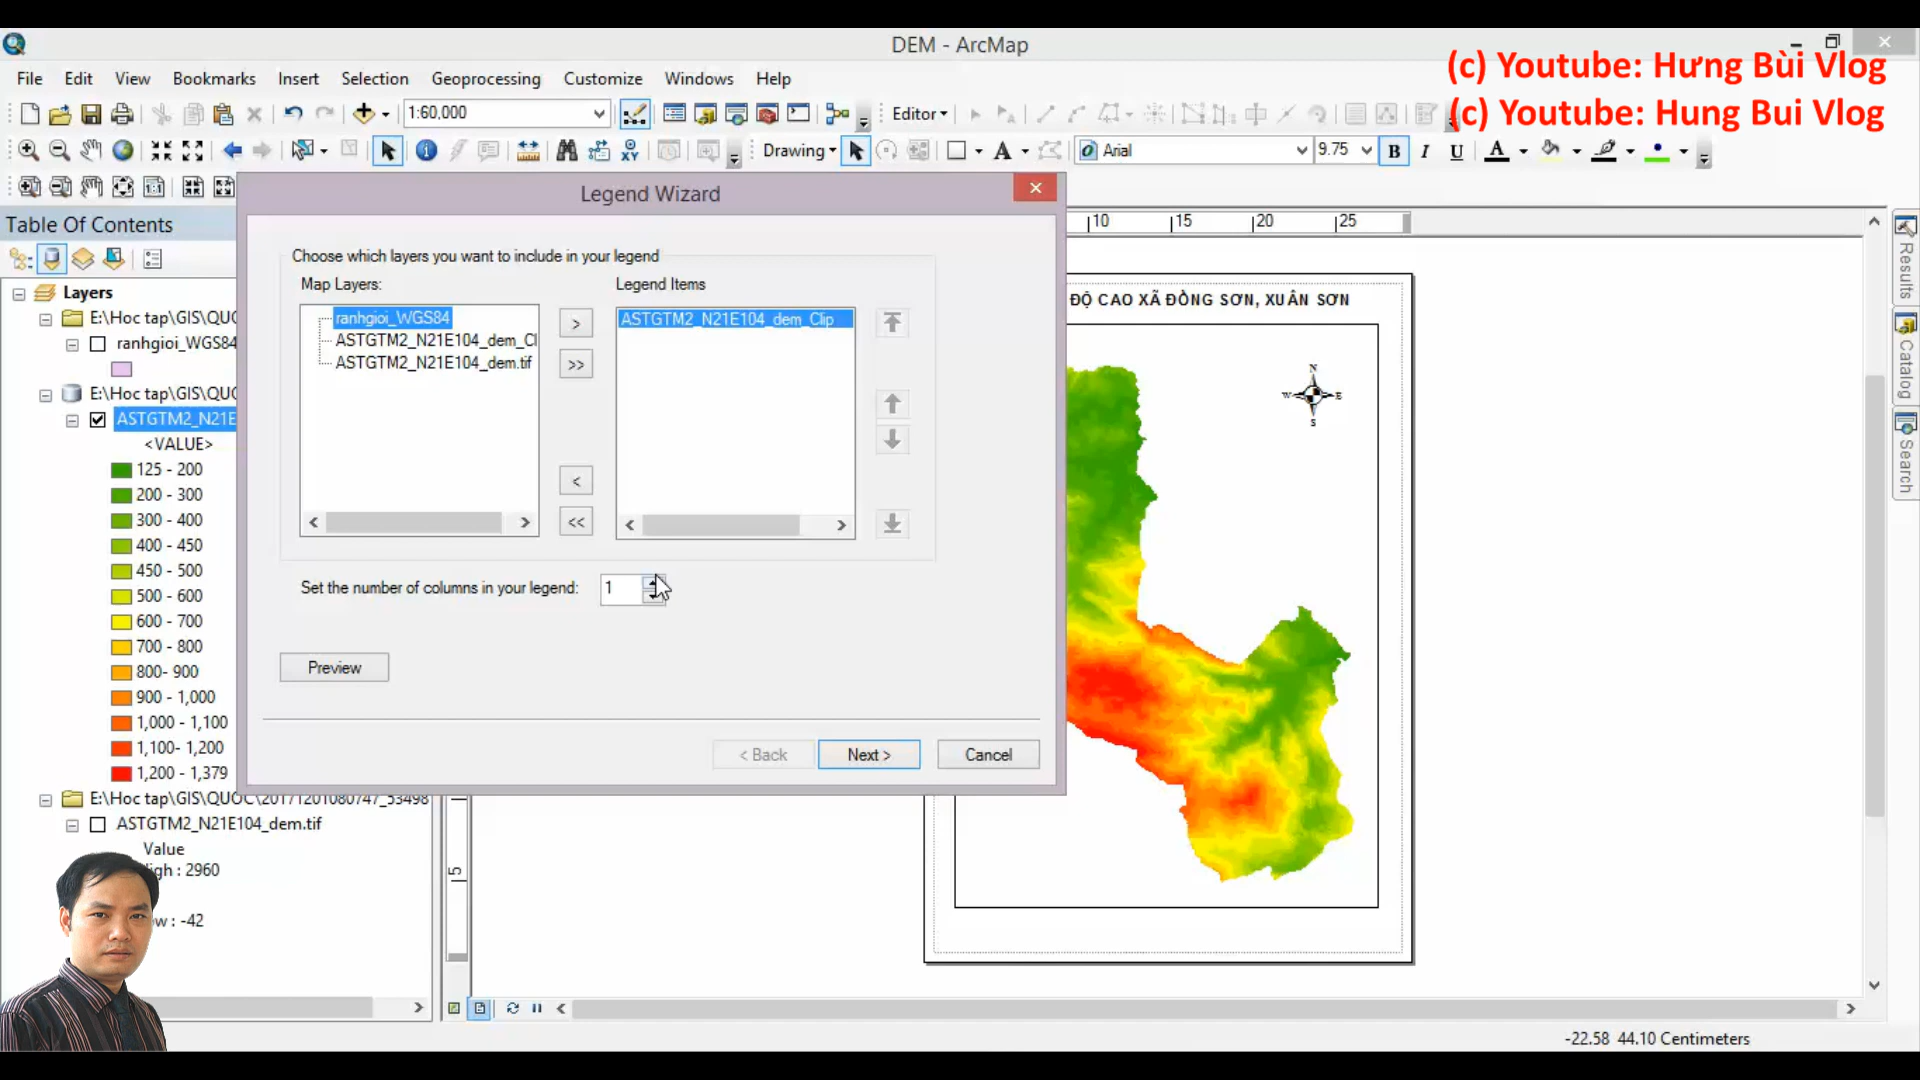 DEM - ArcMap
(c) Youtube: Hưng Bùi Vlog
(c) Youtube: Hung Bui Vlog
File Edit View Bookmarks Insert Selection Geoprocessing Customize Windows Help
1:60,000
Editor
Drawing
Arial
9.75
B I U
Table Of Contents
Layers
E:\Hoc tap\GIS\QUO
ranhgioi_WGS84
E:\Hoc tap\GIS\QUO
ASTGTM2_N21E
<VALUE>
125 - 200
200 - 300
300 - 400
400 - 450
450 - 500
500 - 600
600 - 700
700 - 800
800- 900
900 - 1,000
1,000 - 1,100
1,100- 1,200
1,200 - 1,379
E:\Hoc tap\GIS\QUOC\20171201080747_53498
ASTGTM2_N21E104_dem.tif
Value
igh : 2960
w : -42
Legend Wizard
Choose which layers you want to include in your legend
Map Layers:
Legend Items
ranhgioi_WGS84
ASTGTM2_N21E104_dem_Cl
ASTGTM2_N21E104_dem.tif
ASTGTM2_N21E104_dem_Clip
>
>>
<
<<
Set the number of columns in your legend:
1
Preview
< Back
Next >
Cancel
10 15 20 25
5
ĐỘ CAO XÃ ĐỒNG SƠN, XUÂN SƠN
N
W E
S
Results
Catalog
Search
-22.58 44.10 Centimeters